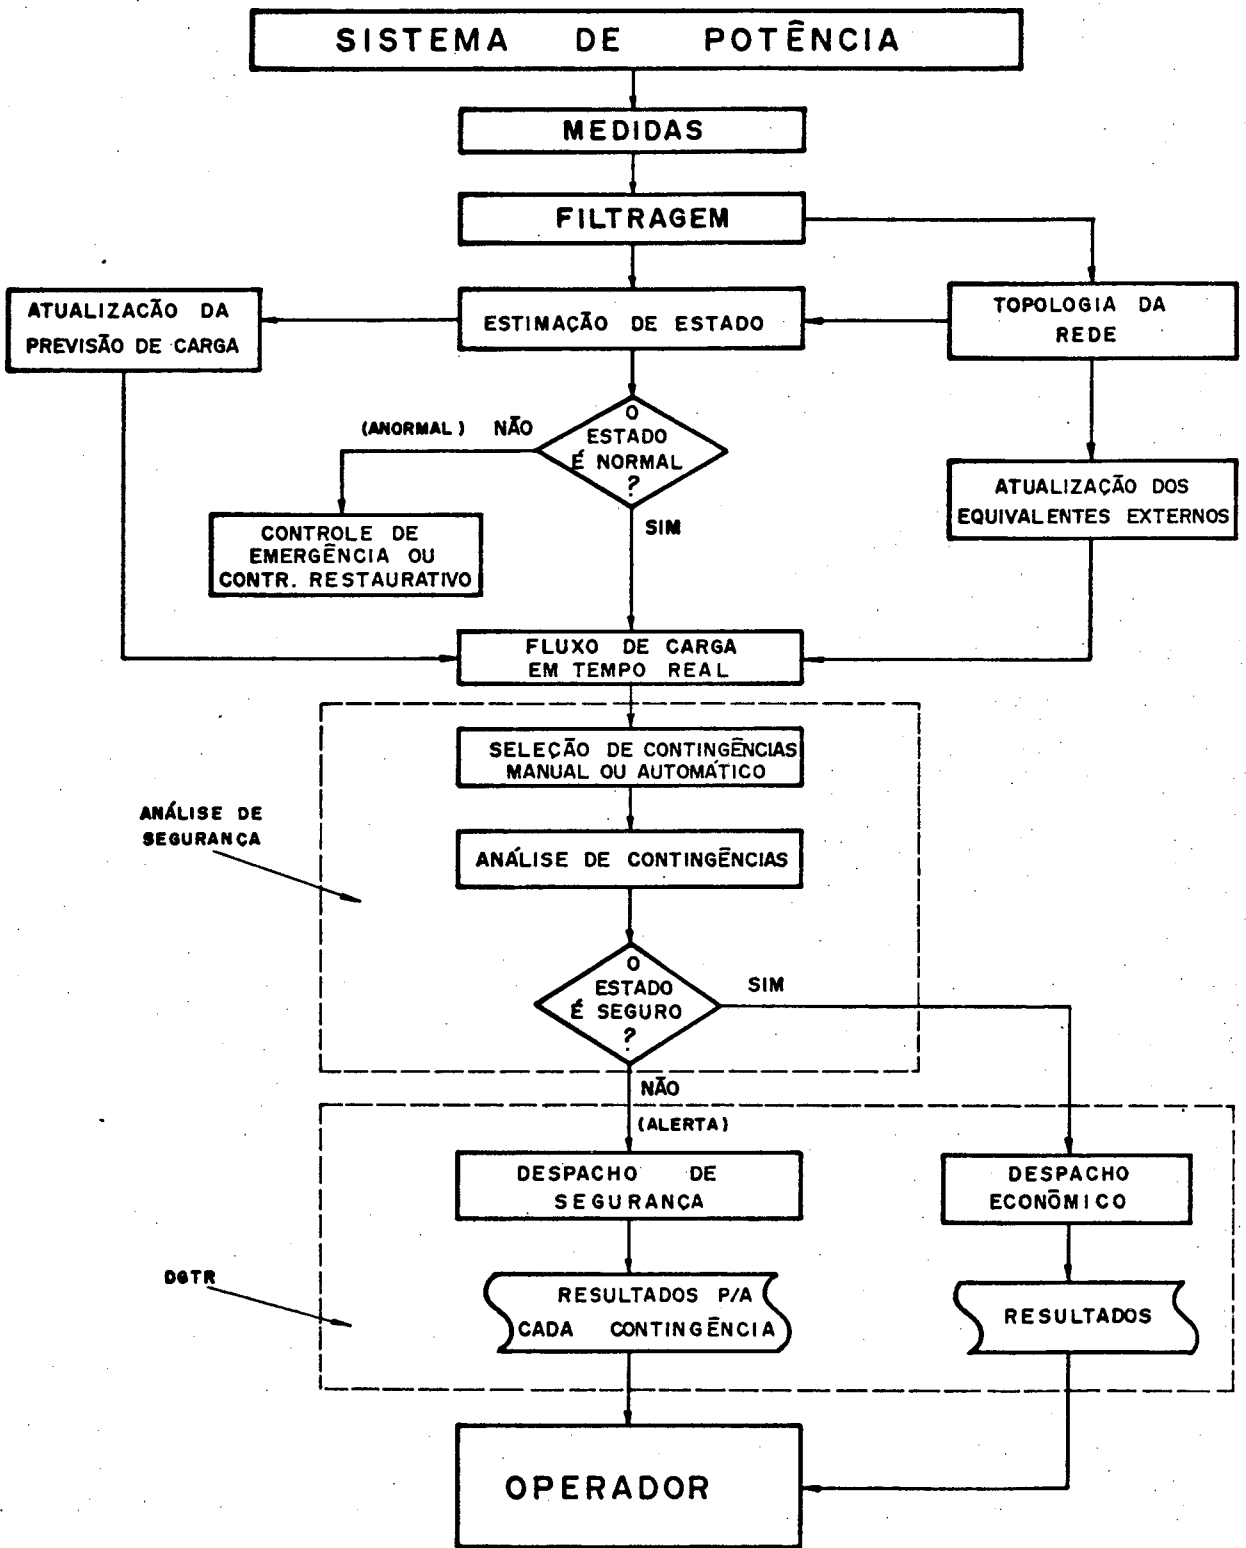 SISTEMA DE POTÊNCIA
MEDIDAS
FILTRAGEM
ATUALIZAÇÃO DA
PREVISÃO DE CARGA
ESTIMAÇÃO DE ESTADO
TOPOLOGIA DA
REDE
(ANORMAL) NÃO
O
ESTADO
É NORMAL
?
SIM
CONTROLE DE
EMERGÊNCIA OU
CONTR. RESTAURATIVO
ATUALIZAÇÃO DOS
EQUIVALENTES EXTERNOS
FLUXO DE CARGA
EM TEMPO REAL
SELEÇÃO DE CONTINGÊNCIAS
MANUAL OU AUTOMÁTICO
ANÁLISE DE
SEGURANÇA
ANÁLISE DE CONTINGÊNCIAS
O
ESTADO
É SEGURO
?
SIM
NÃO
(ALERTA)
DESPACHO DE
SEGURANÇA
DESPACHO
ECONÔMICO
DGTR
RESULTADOS P/A
CADA CONTINGÊNCIA
RESULTADOS
OPERADOR